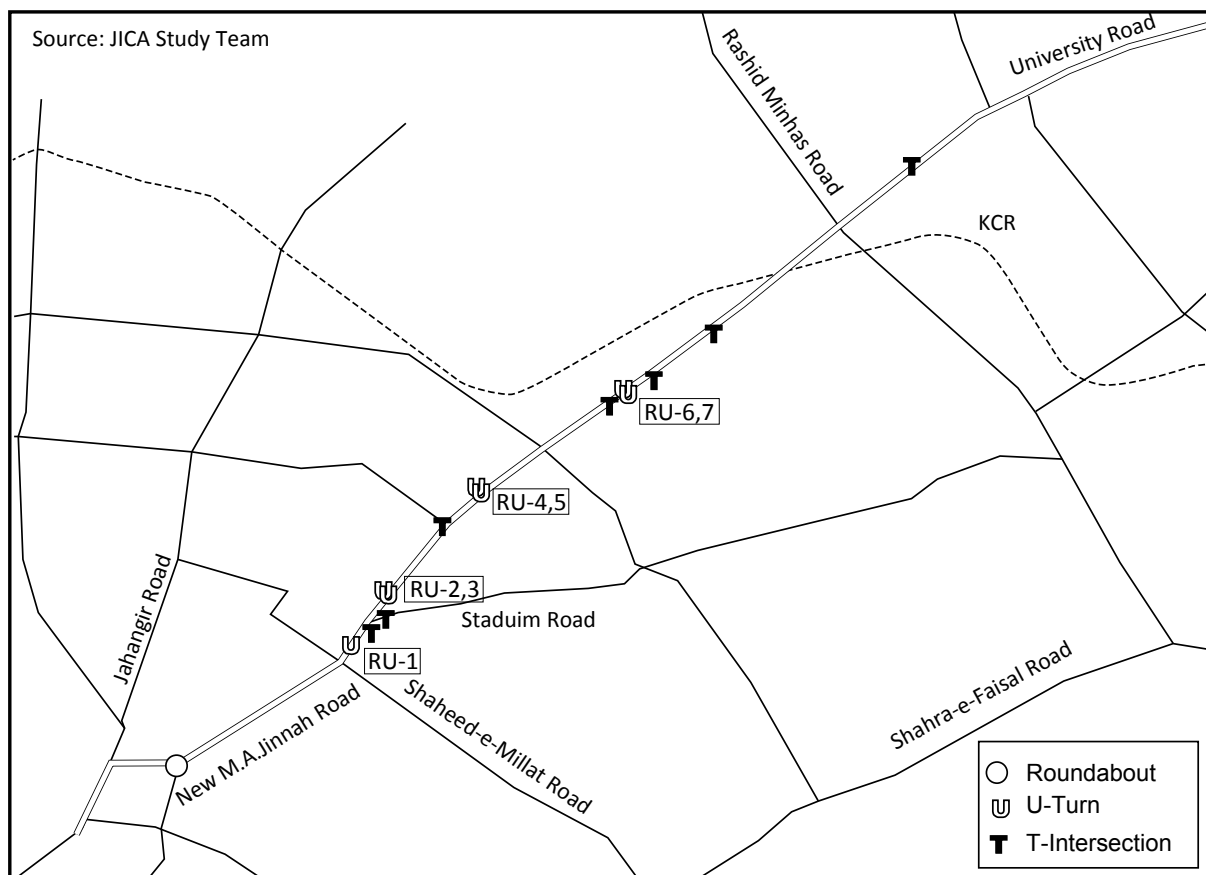 Source: JICA Study Team
Rashid Minhas Road
University Road
KCR
RU-6,7
RU-4,5
RU-2,3
Staduim Road
RU-1
Jahangir Road
New M.A.Jinnah Road
Shaheed-e-Millat Road
Shahra-e-Faisal Road
Roundabout
U-Turn
T-Intersection